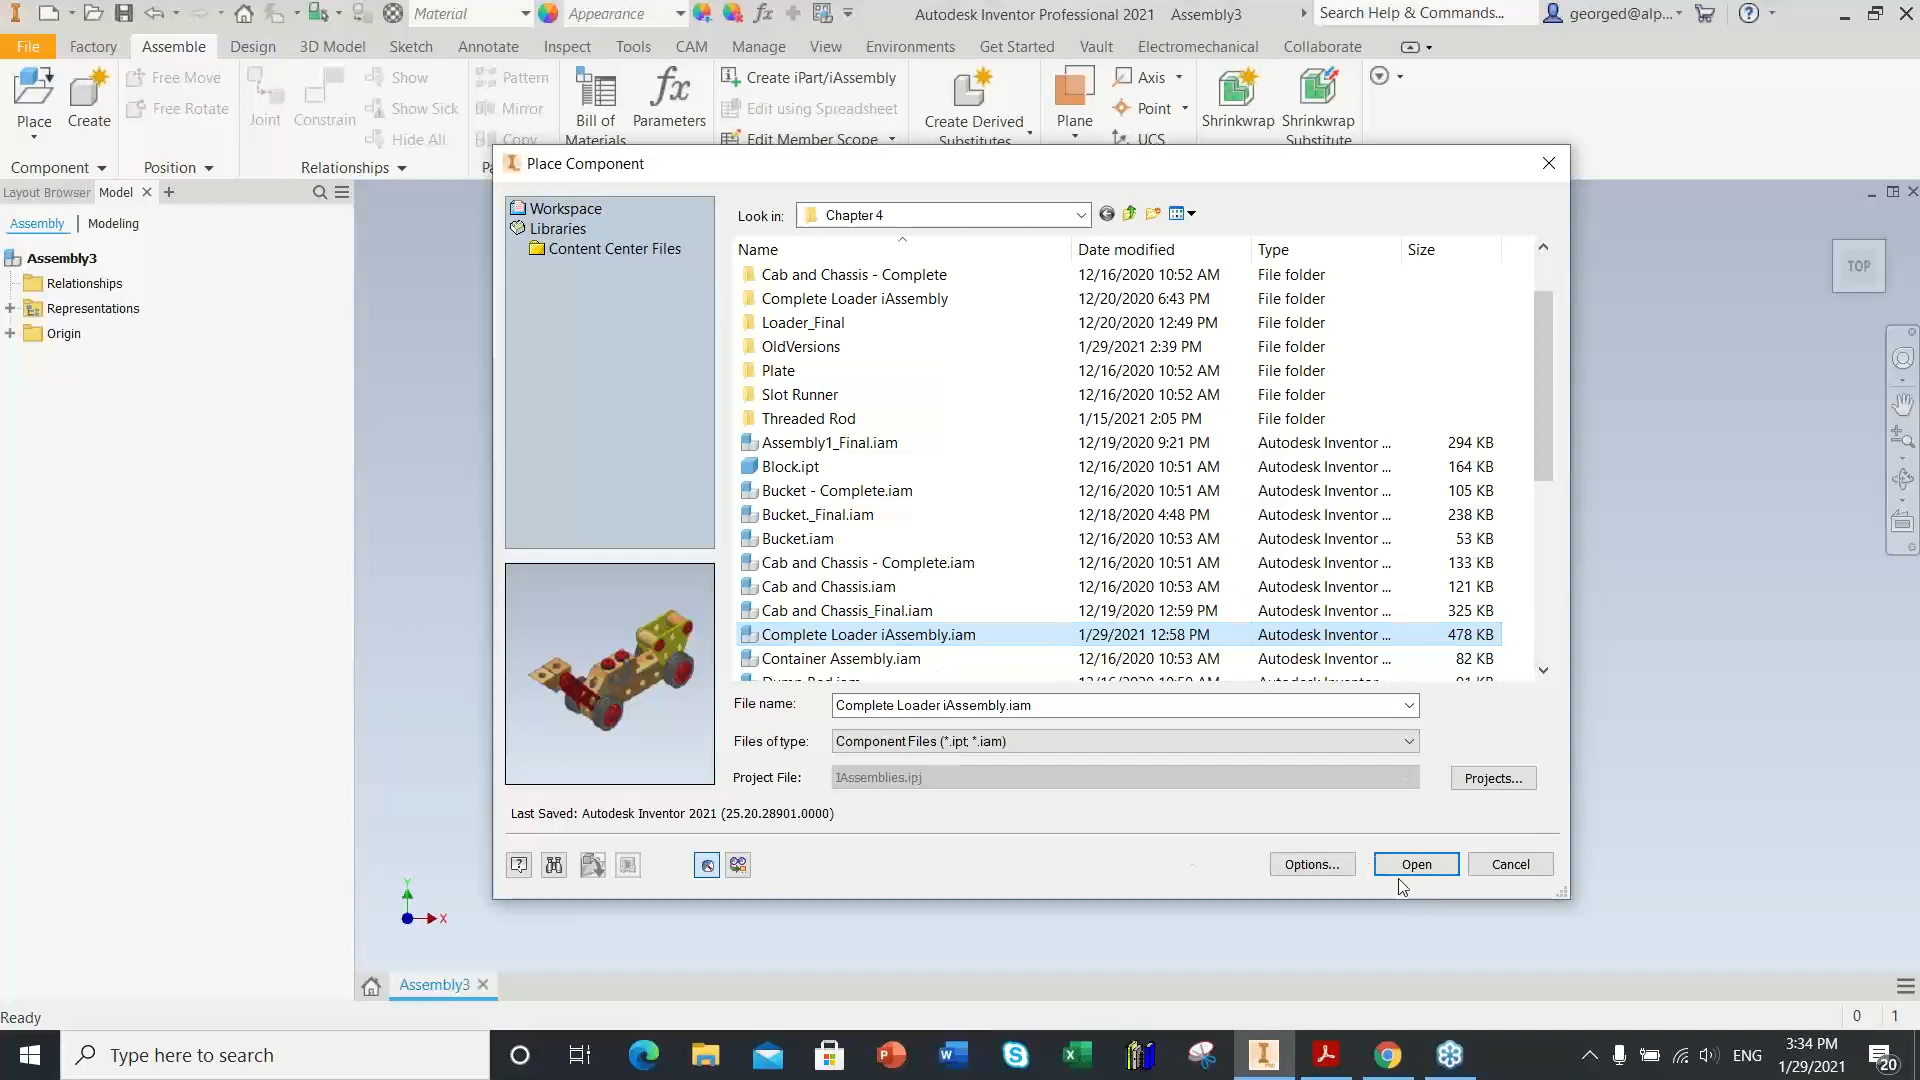 Material
Appearance
Autodesk Inventor Professional 2021 Assembly3
Search Help & Commands...
georged@alp...
File Factory Assemble Design 3D Model Sketch Annotate Inspect Tools CAM Manage View Environments Get Started Vault Electromechanical Collaborate
Place
Create
Free Move
Free Rotate
Joint
Constrain
Show
Show Sick
Hide All
Pattern
Mirror
Copy
Bill of
Materials
Parameters
Create iPart/iAssembly
Edit using Spreadsheet
Edit Member Scope
Create Derived
Substitutes
Plane
Axis
Point
UCS
Shrinkwrap
Shrinkwrap
Substitute
Component
Position
Relationships
Layout Browser Model
Assembly | Modeling
Assembly3
Relationships
Representations
Origin
Place Component
Workspace
Libraries
Content Center Files
Look in: Chapter 4
Name Date modified Type Size
Cab and Chassis - Complete 12/16/2020 10:52 AM File folder
Complete Loader iAssembly 12/20/2020 6:43 PM File folder
Loader_Final 12/20/2020 12:49 PM File folder
OldVersions 1/29/2021 2:39 PM File folder
Plate 12/16/2020 10:52 AM File folder
Slot Runner 12/16/2020 10:52 AM File folder
Threaded Rod 1/15/2021 2:05 PM File folder
Assembly1_Final.iam 12/19/2020 9:21 PM Autodesk Inventor ... 294 KB
Block.ipt 12/16/2020 10:51 AM Autodesk Inventor ... 164 KB
Bucket - Complete.iam 12/16/2020 10:51 AM Autodesk Inventor ... 105 KB
Bucket._Final.iam 12/18/2020 4:48 PM Autodesk Inventor ... 238 KB
Bucket.iam 12/16/2020 10:53 AM Autodesk Inventor ... 53 KB
Cab and Chassis - Complete.iam 12/16/2020 10:51 AM Autodesk Inventor ... 133 KB
Cab and Chassis.iam 12/16/2020 10:53 AM Autodesk Inventor ... 121 KB
Cab and Chassis_Final.iam 12/19/2020 12:59 PM Autodesk Inventor ... 325 KB
Complete Loader iAssembly.iam 1/29/2021 12:58 PM Autodesk Inventor ... 478 KB
Container Assembly.iam 12/16/2020 10:53 AM Autodesk Inventor ... 82 KB
File name: Complete Loader iAssembly.iam
Files of type: Component Files (*.ipt; *.iam)
Project File: IAssemblies.ipj Projects...
Last Saved: Autodesk Inventor 2021 (25.20.28901.0000)
Options... Open Cancel
TOP
Y
X
Assembly3
Ready
0 1
Type here to search
ENG
3:34 PM
1/29/2021
20